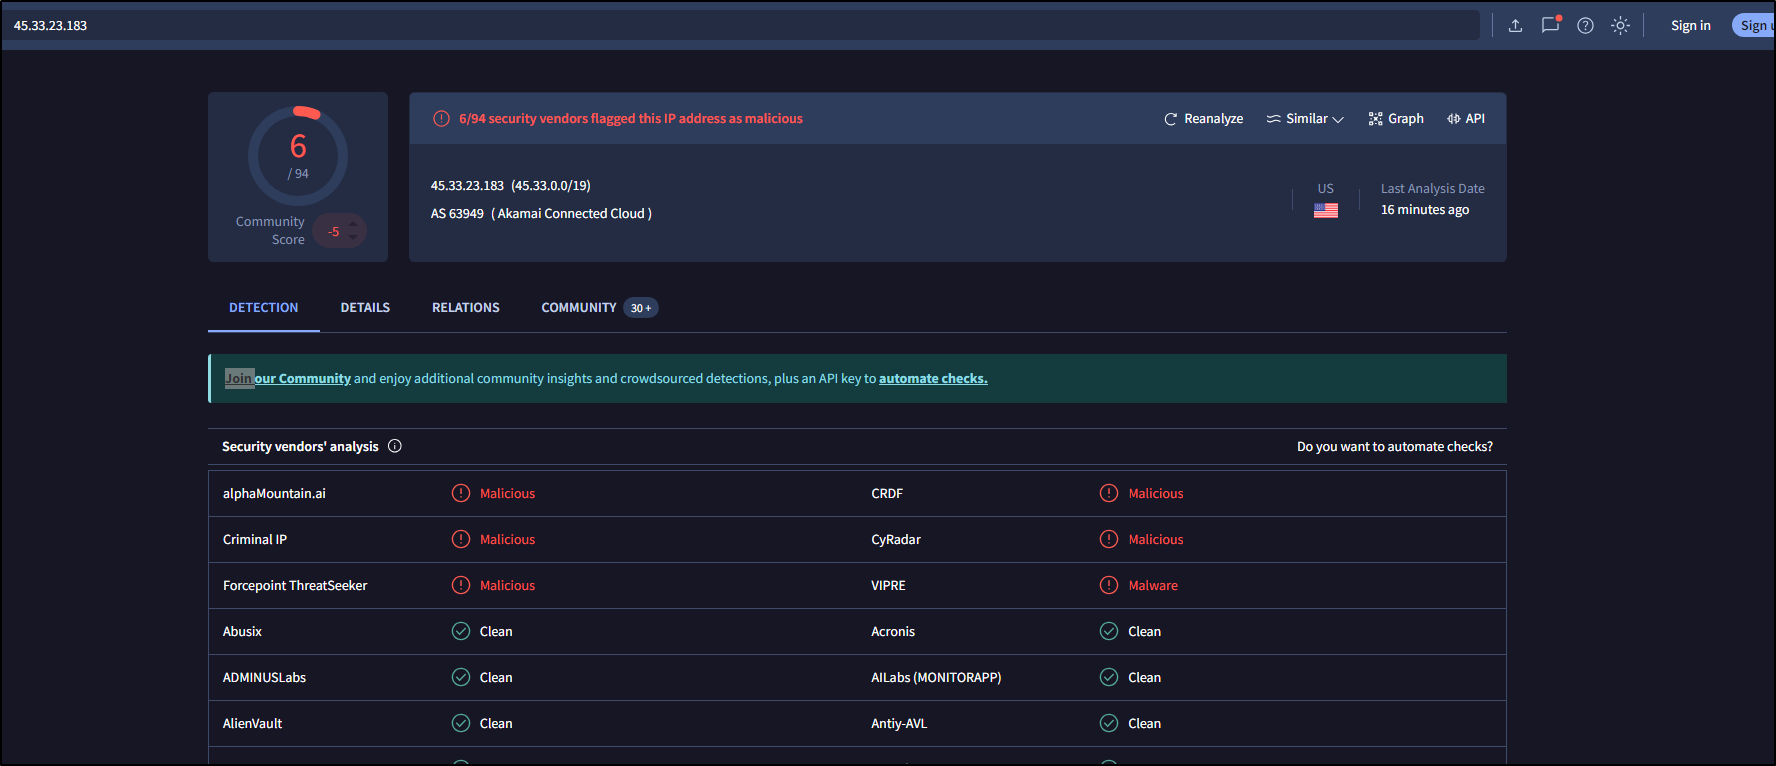 45.33.23.183
Sign in
Sign
6
/ 94
Community
Score
-5
6/94 security vendors flagged this IP address as malicious
Reanalyze
Similar
Graph
API
45.33.23.183 (45.33.0.0/19)
AS 63949 ( Akamai Connected Cloud )
US
Last Analysis Date
16 minutes ago
DETECTION
DETAILS
RELATIONS
COMMUNITY 30 +
Join our Community and enjoy additional community insights and crowdsourced detections, plus an API key to automate checks.
Security vendors' analysis
Do you want to automate checks?
alphaMountain.ai Malicious CRDF Malicious
Criminal IP Malicious CyRadar Malicious
Forcepoint ThreatSeeker Malicious VIPRE Malware
Abusix Clean Acronis Clean
ADMINUSLabs Clean AILabs (MONITORAPP) Clean
AlienVault Clean Antiy-AVL Clean